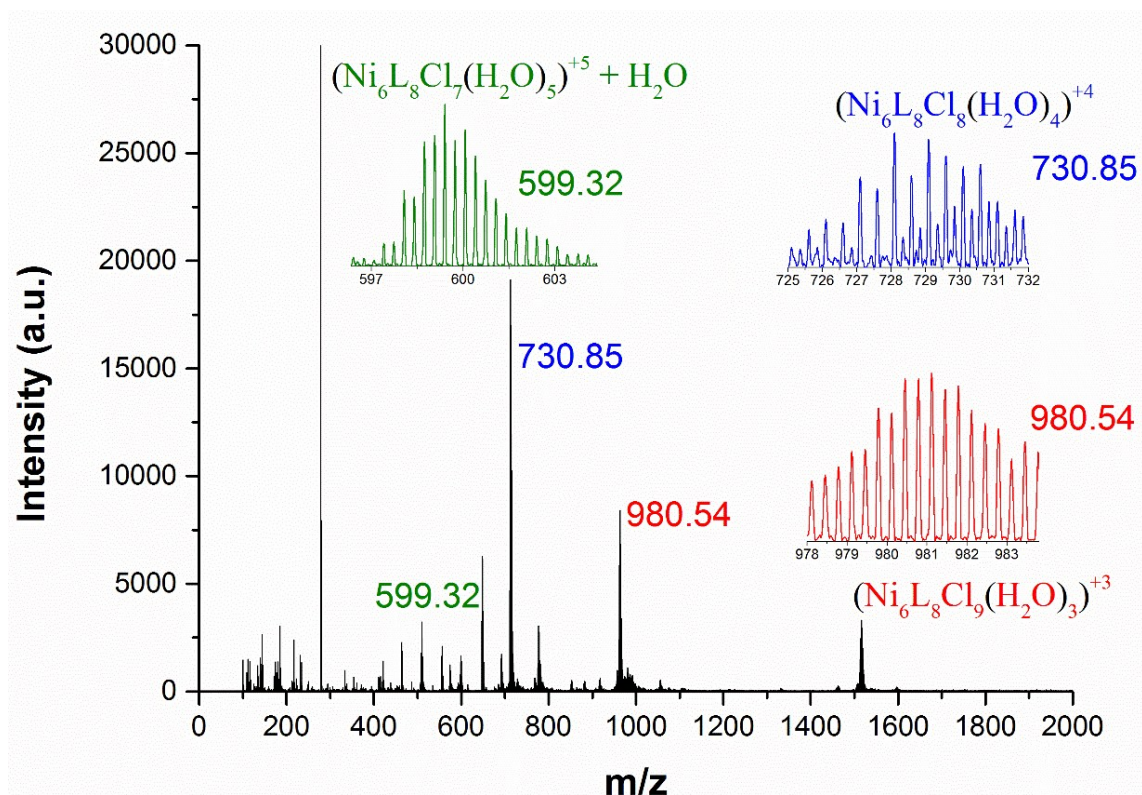 30000
25000
20000
15000
10000
5000
0
Intensity (a.u.)
(Ni₆L₈Cl₇(H₂O)₅)⁺⁵ + H₂O
599.32
597 600 603
(Ni₆L₈Cl₈(H₂O)₄)⁺⁴
730.85
725 726 727 728 729 730 731 732
730.85
980.54
978 979 980 981 982 983
980.54
599.32
(Ni₆L₈Cl₉(H₂O)₃)⁺³
0 200 400 600 800 1000 1200 1400 1600 1800 2000
m/z